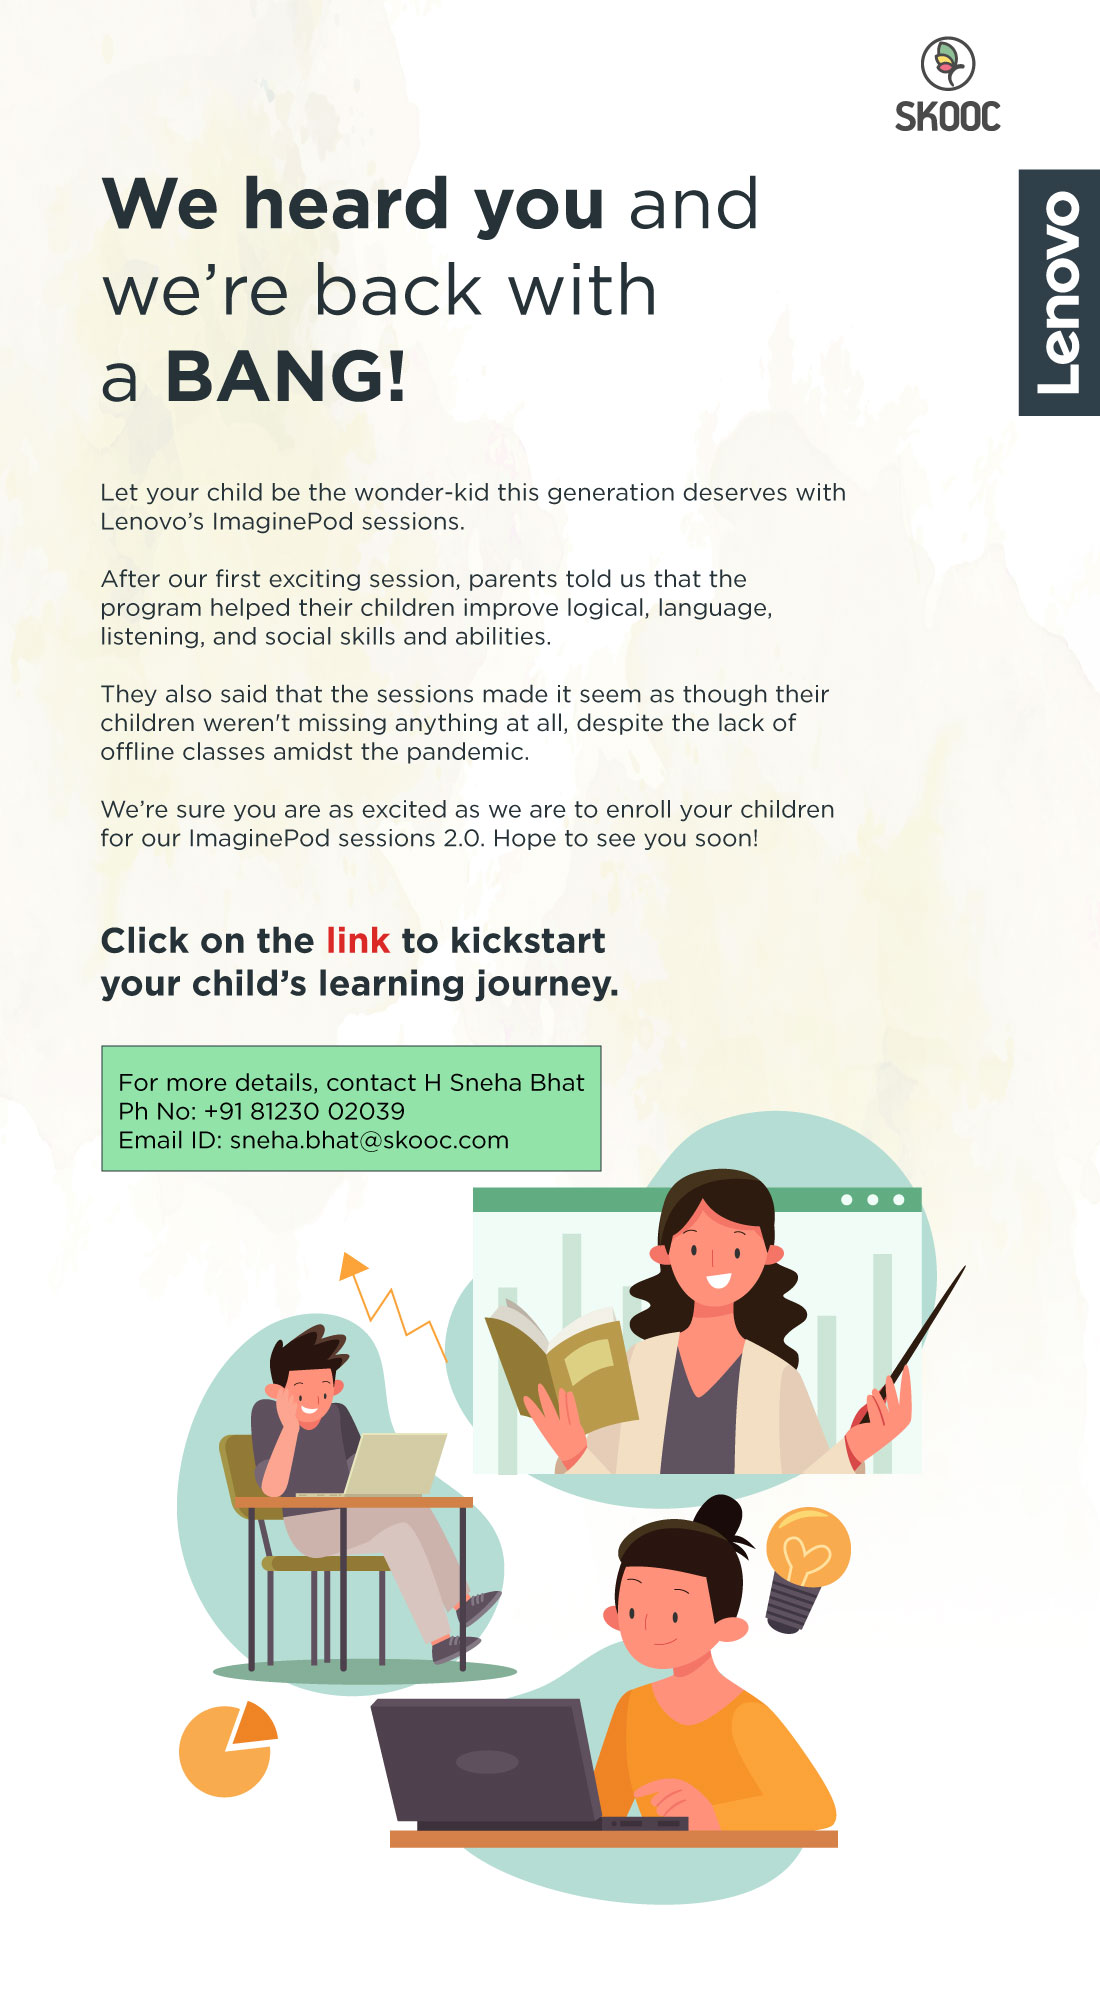 SKOOC
Lenovo
We heard you and
we’re back with
a BANG!
Let your child be the wonder-kid this generation deserves with
Lenovo’s ImaginePod sessions.
After our first exciting session, parents told us that the
program helped their children improve logical, language,
listening, and social skills and abilities.
They also said that the sessions made it seem as though their
children weren't missing anything at all, despite the lack of
offline classes amidst the pandemic.
We’re sure you are as excited as we are to enroll your children
for our ImaginePod sessions 2.0. Hope to see you soon!
Click on the link to kickstart
your child’s learning journey.
For more details, contact H Sneha Bhat
Ph No: +91 81230 02039
Email ID: sneha.bhat@skooc.com